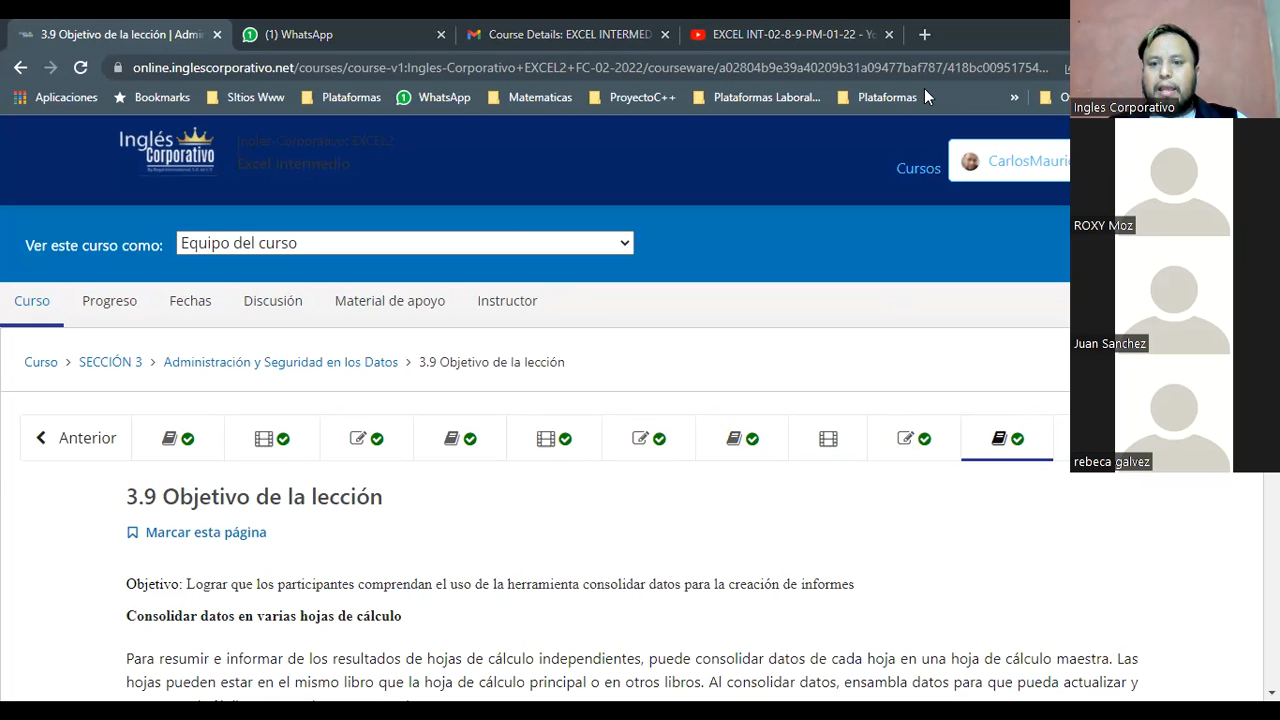 3.9 Objetivo de la lección | Admi
(1) WhatsApp
Course Details: EXCEL INTERMED
EXCEL INT-02-8-9-PM-01-22 - Yo
online.inglescorporativo.net/courses/course-v1:Ingles-Corporativo+EXCEL2+FC-02-2022/courseware/a02804b9e39a40209b31a09477baf787/418bc00951754...
Aplicaciones
Bookmarks
SItios Www
Plataformas
WhatsApp
Matematicas
ProyectoC++
Plataformas Laboral...
Plataformas
»
Ingles Corporativo
Inglés
Corporativo
Ingles-Corporativo: EXCEL2
Excel Intermedio
Cursos
CarlosMauri
Ver este curso como:
Equipo del curso
ROXY Moz
Curso
Progreso
Fechas
Discusión
Material de apoyo
Instructor
Juan Sanchez
Curso > SECCIÓN 3 > Administración y Seguridad en los Datos > 3.9 Objetivo de la lección
Anterior
rebeca galvez
3.9 Objetivo de la lección
Marcar esta página
Objetivo: Lograr que los participantes comprendan el uso de la herramienta consolidar datos para la creación de informes
Consolidar datos en varias hojas de cálculo
Para resumir e informar de los resultados de hojas de cálculo independientes, puede consolidar datos de cada hoja en una hoja de cálculo maestra. Las
hojas pueden estar en el mismo libro que la hoja de cálculo principal o en otros libros. Al consolidar datos, ensambla datos para que pueda actualizar y